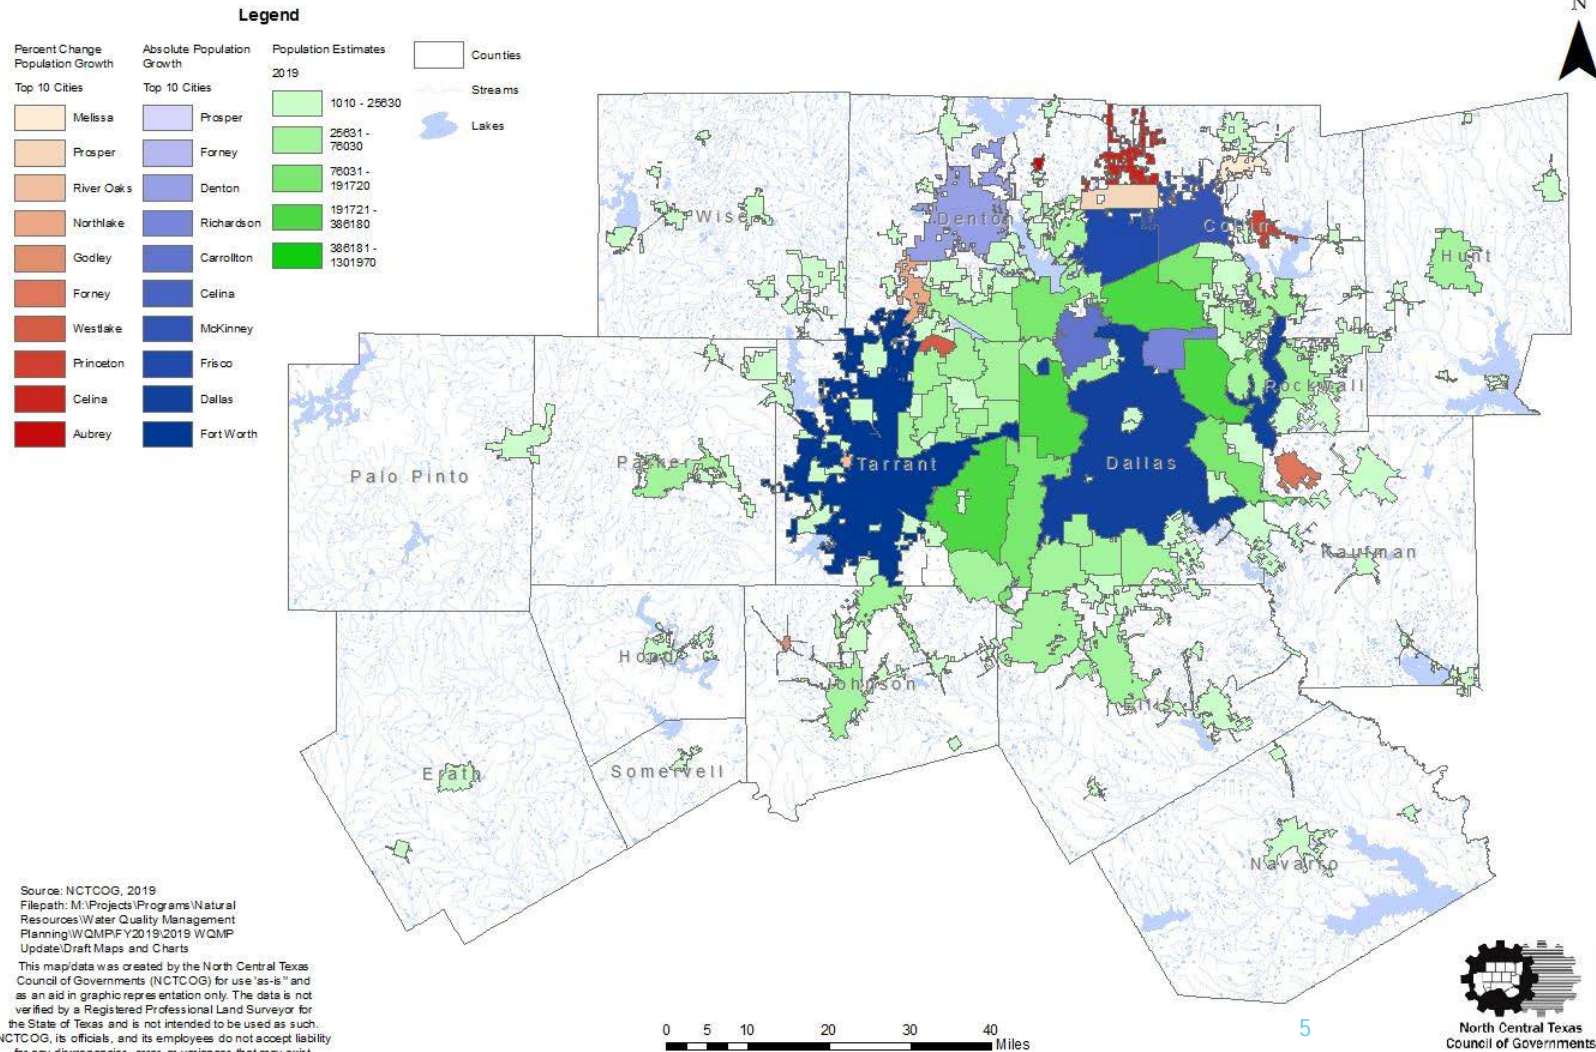 Legend
Percent Change
Population Growth
Top 10 Cities
Melissa
Prosper
River Oaks
Northlake
Godley
Forney
Westlake
Princeton
Celina
Aubrey
Absolute Population
Growth
Top 10 Cities
Prosper
Forney
Denton
Richardson
Carrollton
Celina
McKinney
Frisco
Dallas
Fort Worth
Population Estimates
2019
1010 - 25630
25631 -
76030
76031 -
191720
191721 -
386180
386181 -
1301970
Counties
Streams
Lakes
N
Wise
Denton
Collin
Hunt
Palo Pinto
Parker
Tarrant
Dallas
Rockwall
Kaufman
Hood
Johnson
Ellis
Erath
Somervell
Navarro
Source: NCTCOG, 2019
Filepath: M:\Projects\Programs\Natural
Resources\Water Quality Management
Planning\WQMP\FY2019\2019 WQMP
Update\Draft Maps and Charts
This map/data was created by the North Central Texas
Council of Governments (NCTCOG) for use 'as-is" and
as an aid in graphic representation only. The data is not
verified by a Registered Professional Land Surveyor for
the State of Texas and is not intended to be used as such.
NCTCOG, its officials, and its employees do not accept liability
0 5 10 20 30 40
Miles
5
North Central Texas
Council of Governments